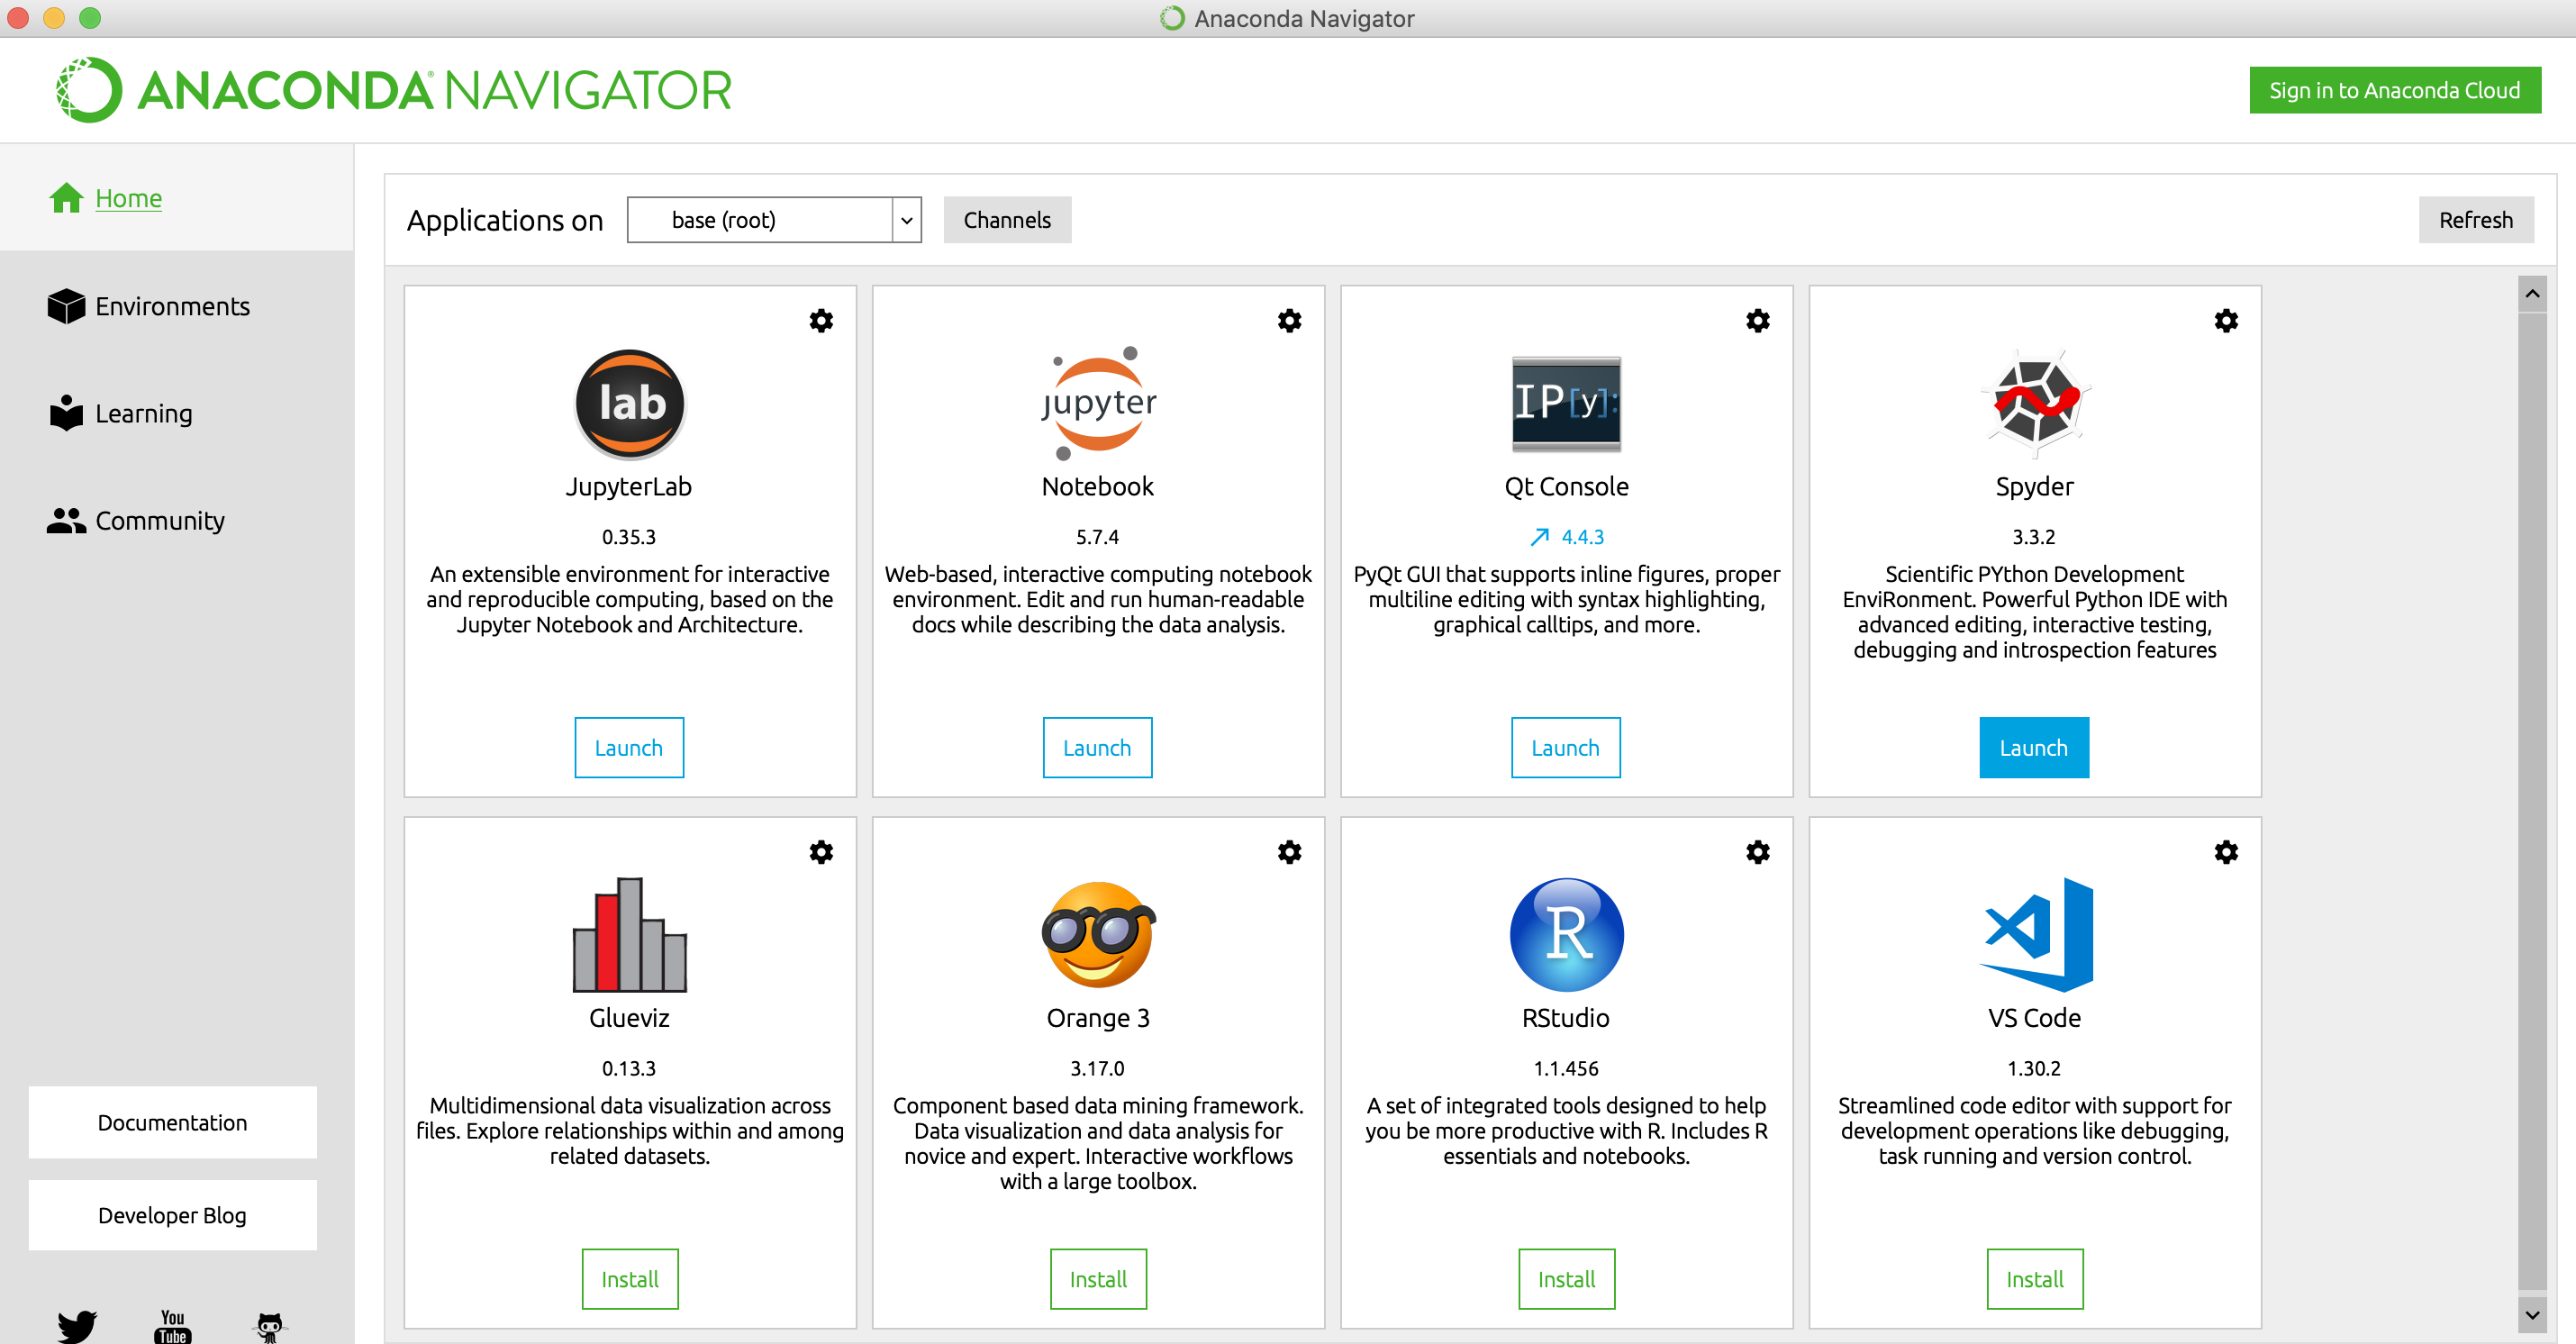 Anaconda Navigator
ANACONDA® NAVIGATOR
Sign in to Anaconda Cloud
Home
Environments
Learning
Community
Documentation
Developer Blog
You
Tube
Applications on
base (root)
Channels
Refresh
lab
JupyterLab
0.35.3
An extensible environment for interactive
and reproducible computing, based on the
Jupyter Notebook and Architecture.
Launch
jupyter
Notebook
5.7.4
Web-based, interactive computing notebook
environment. Edit and run human-readable
docs while describing the data analysis.
Launch
IP[y]:
Qt Console
4.4.3
PyQt GUI that supports inline figures, proper
multiline editing with syntax highlighting,
graphical calltips, and more.
Launch
Spyder
3.3.2
Scientific PYthon Development
EnviRonment. Powerful Python IDE with
advanced editing, interactive testing,
debugging and introspection features
Launch
Glueviz
0.13.3
Multidimensional data visualization across
files. Explore relationships within and among
related datasets.
Install
Orange 3
3.17.0
Component based data mining framework.
Data visualization and data analysis for
novice and expert. Interactive workflows
with a large toolbox.
Install
R
RStudio
1.1.456
A set of integrated tools designed to help
you be more productive with R. Includes R
essentials and notebooks.
Install
VS Code
1.30.2
Streamlined code editor with support for
development operations like debugging,
task running and version control.
Install